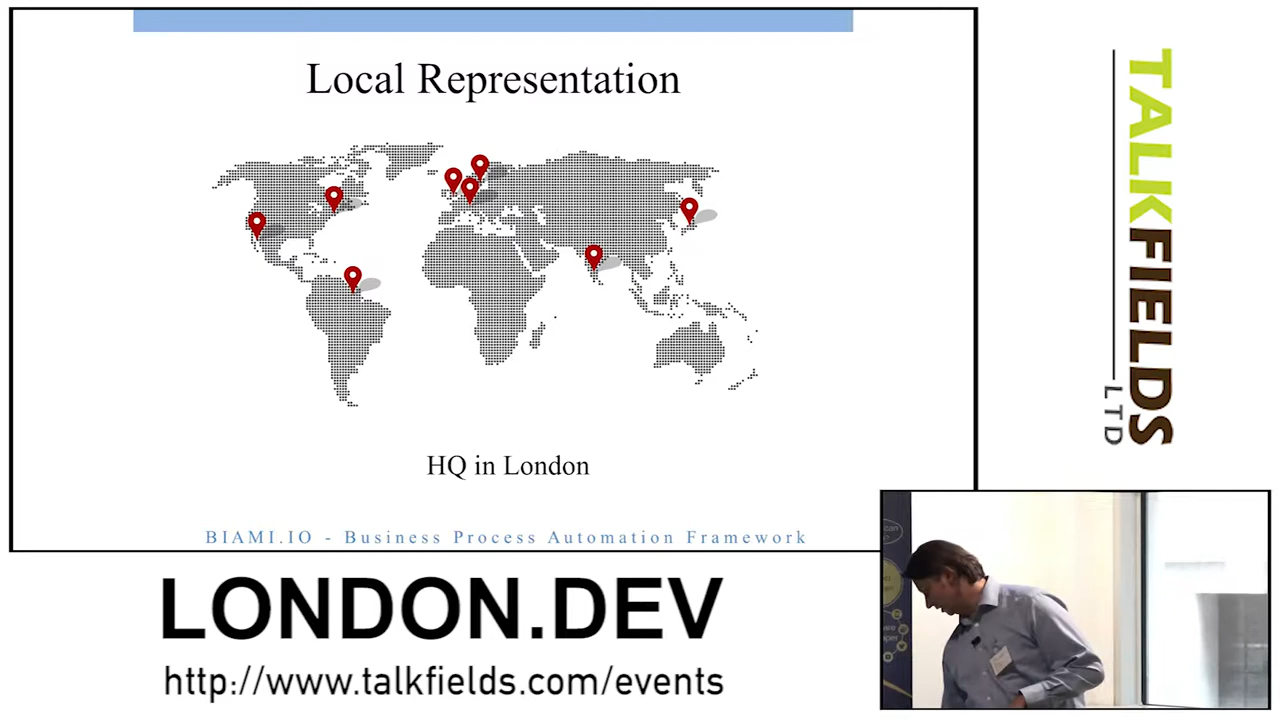 Local Representation
HQ in London
BIAMI.IO - Business Process Automation Framework
TALKFIELDS
LTD
LONDON.DEV
http://www.talkfields.com/events